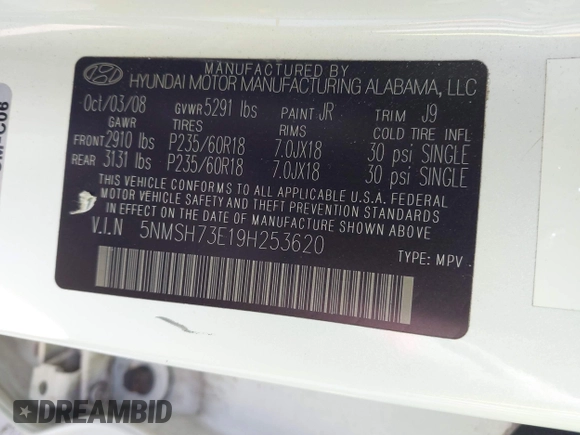 MANUFACTURED BY
HYUNDAI MOTOR MANUFACTURING ALABAMA, LLC
Oct/03/08 GVWR 5291 lbs PAINT JR TRIM J9
GAWR TIRES RIMS COLD TIRE INFL
FRONT 2910 lbs P235/60R18 7.0JX18 30 psi SINGLE
REAR 3131 lbs P235/60R18 7.0JX18 30 psi SINGLE
THIS VEHICLE CONFORMS TO ALL APPLICABLE U.S.A. FEDERAL
MOTOR VEHICLE SAFETY AND THEFT PREVENTION STANDARDS
IN EFFECT ON THE DATE OF MANUFACTURE SHOWN ABOVE.
V.I.N 5NMSH73E19H253620
TYPE: MPV
DREAMBID